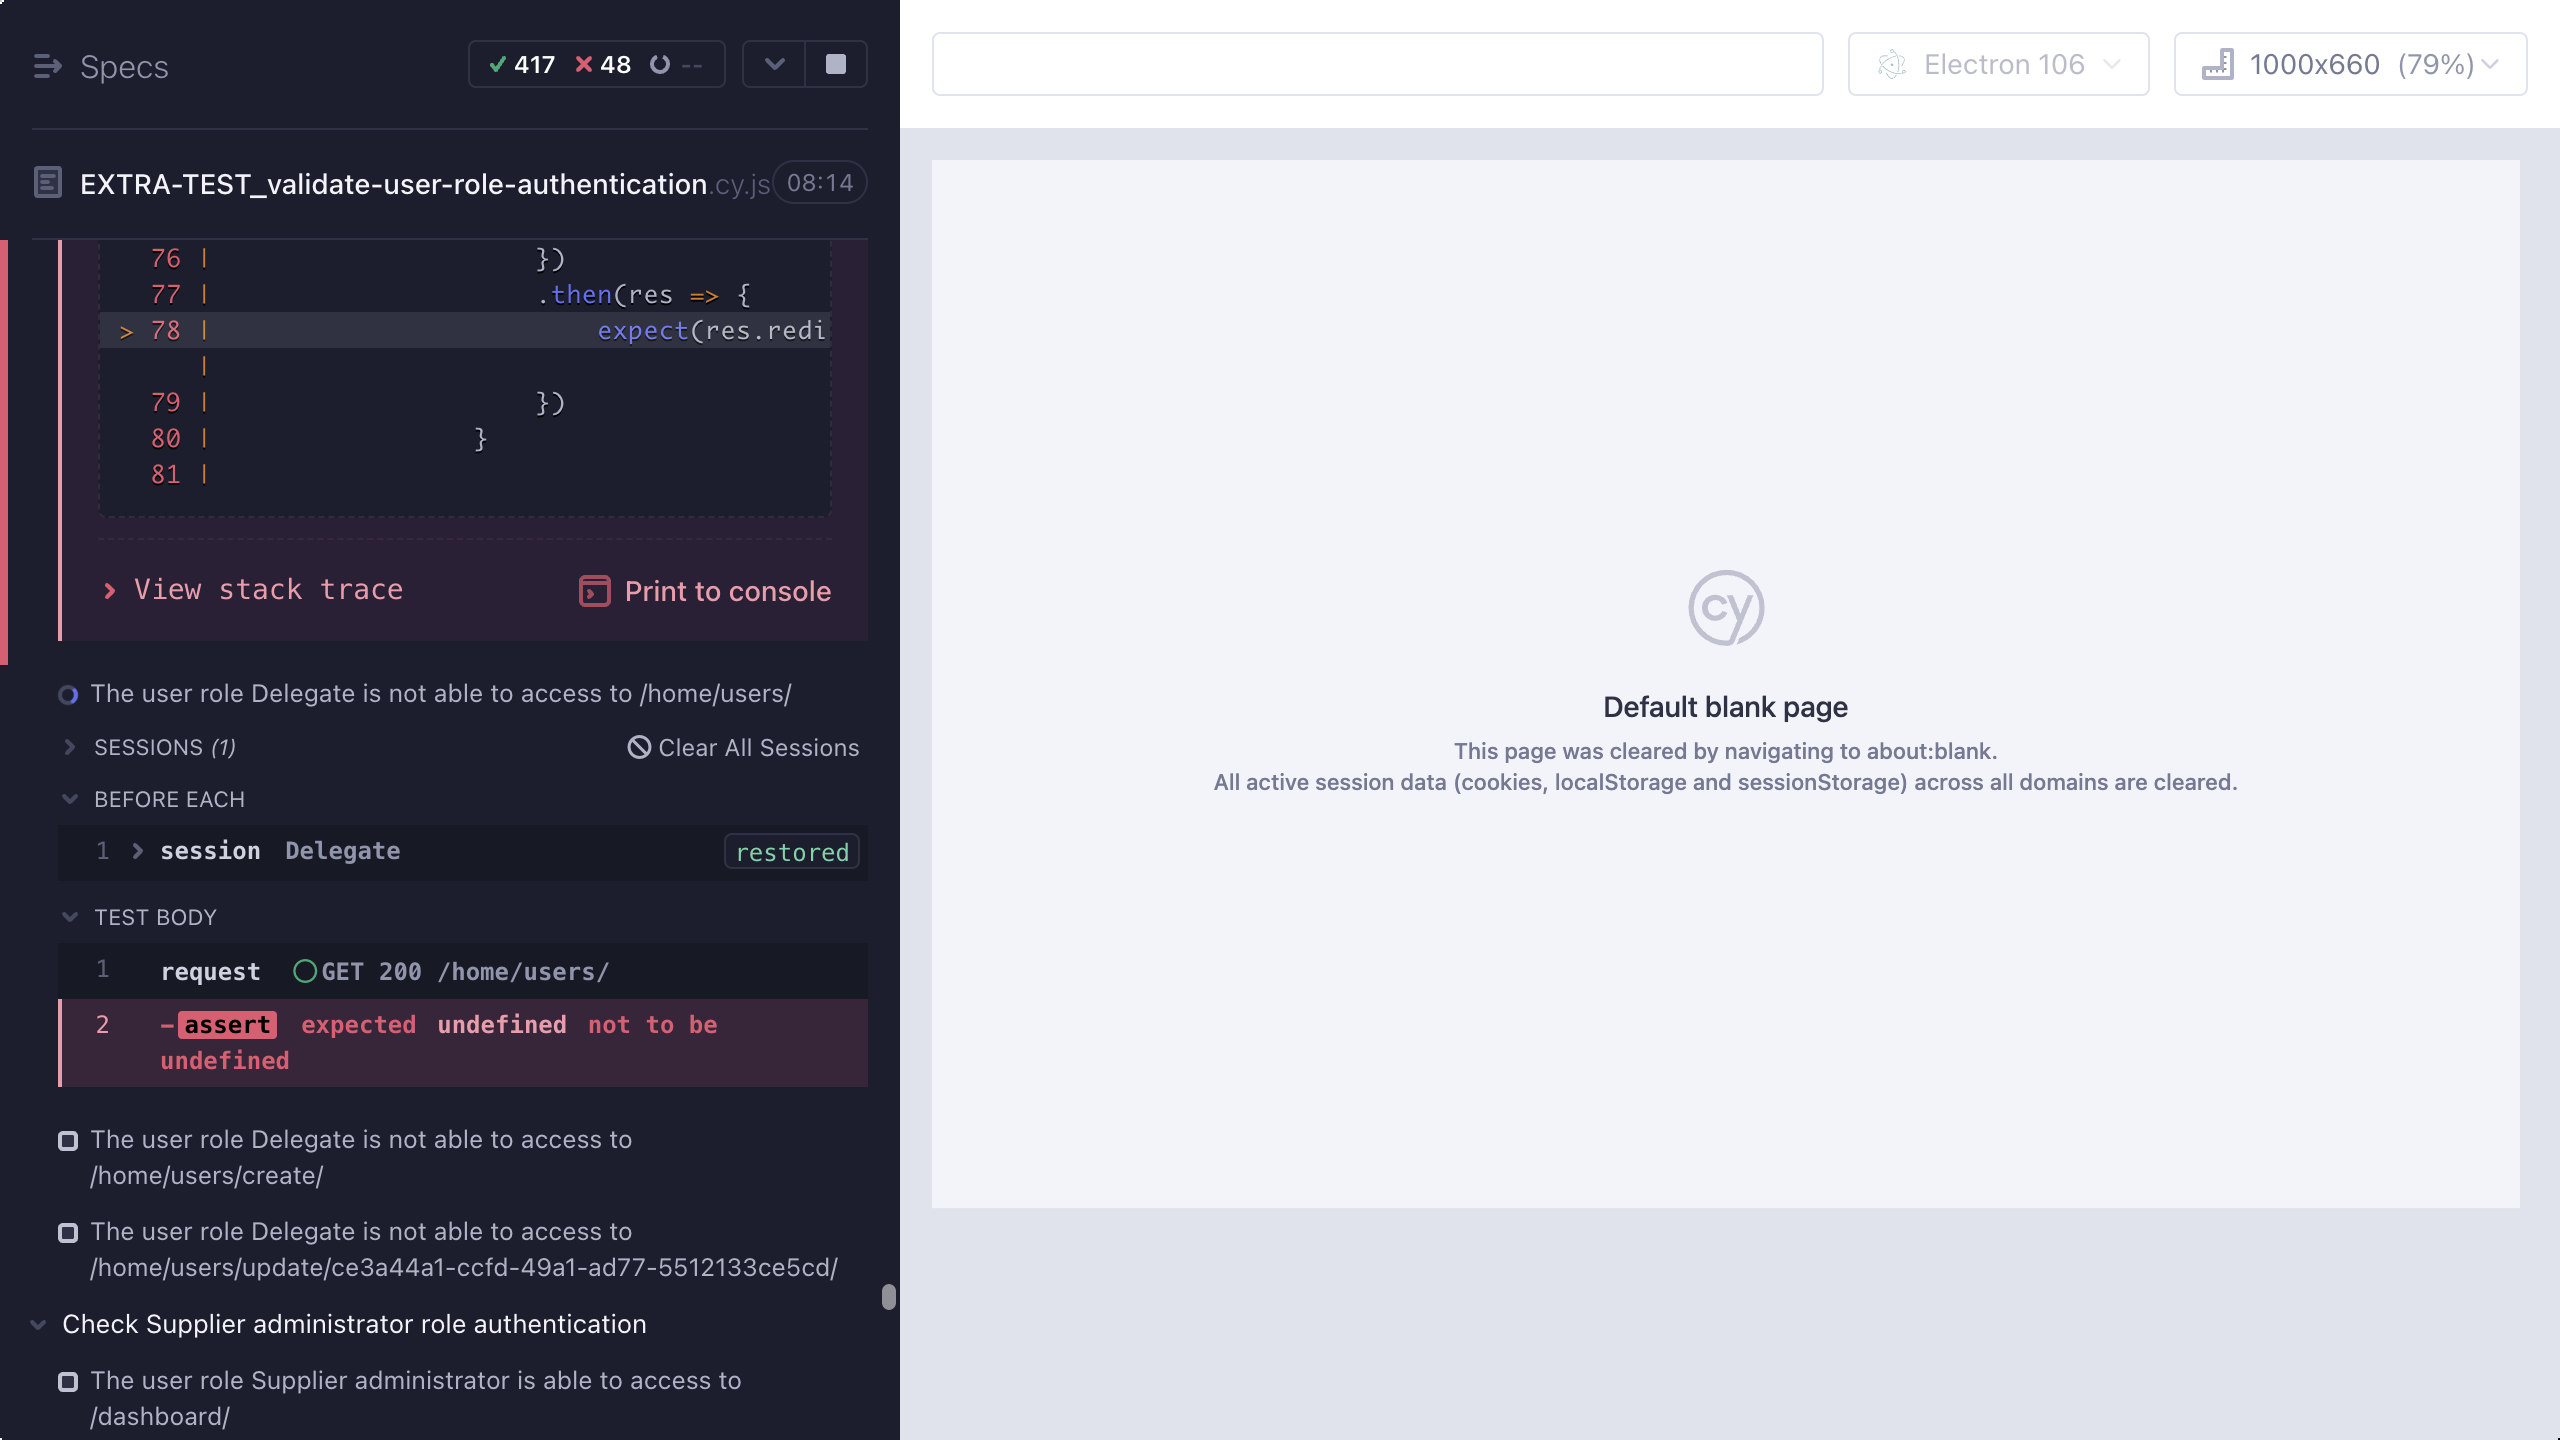 Specs
417 48 --
EXTRA-TEST_validate-user-role-authentication.cy.js 08:14
76 | })
77 | .then(res => {
> 78 | expect(res.redi
|
79 | })
80 | }
81 |
View stack trace
Print to console
The user role Delegate is not able to access to /home/users/
SESSIONS (1)
Clear All Sessions
BEFORE EACH
1 session Delegate restored
TEST BODY
1 request GET 200 /home/users/
2 -assert expected undefined not to be
undefined
The user role Delegate is not able to access to
/home/users/create/
The user role Delegate is not able to access to
/home/users/update/ce3a44a1-ccfd-49a1-ad77-5512133ce5cd/
Check Supplier administrator role authentication
The user role Supplier administrator is able to access to
/dashboard/
Electron 106
1000x660 (79%)
cy
Default blank page
This page was cleared by navigating to about:blank.
All active session data (cookies, localStorage and sessionStorage) across all domains are cleared.